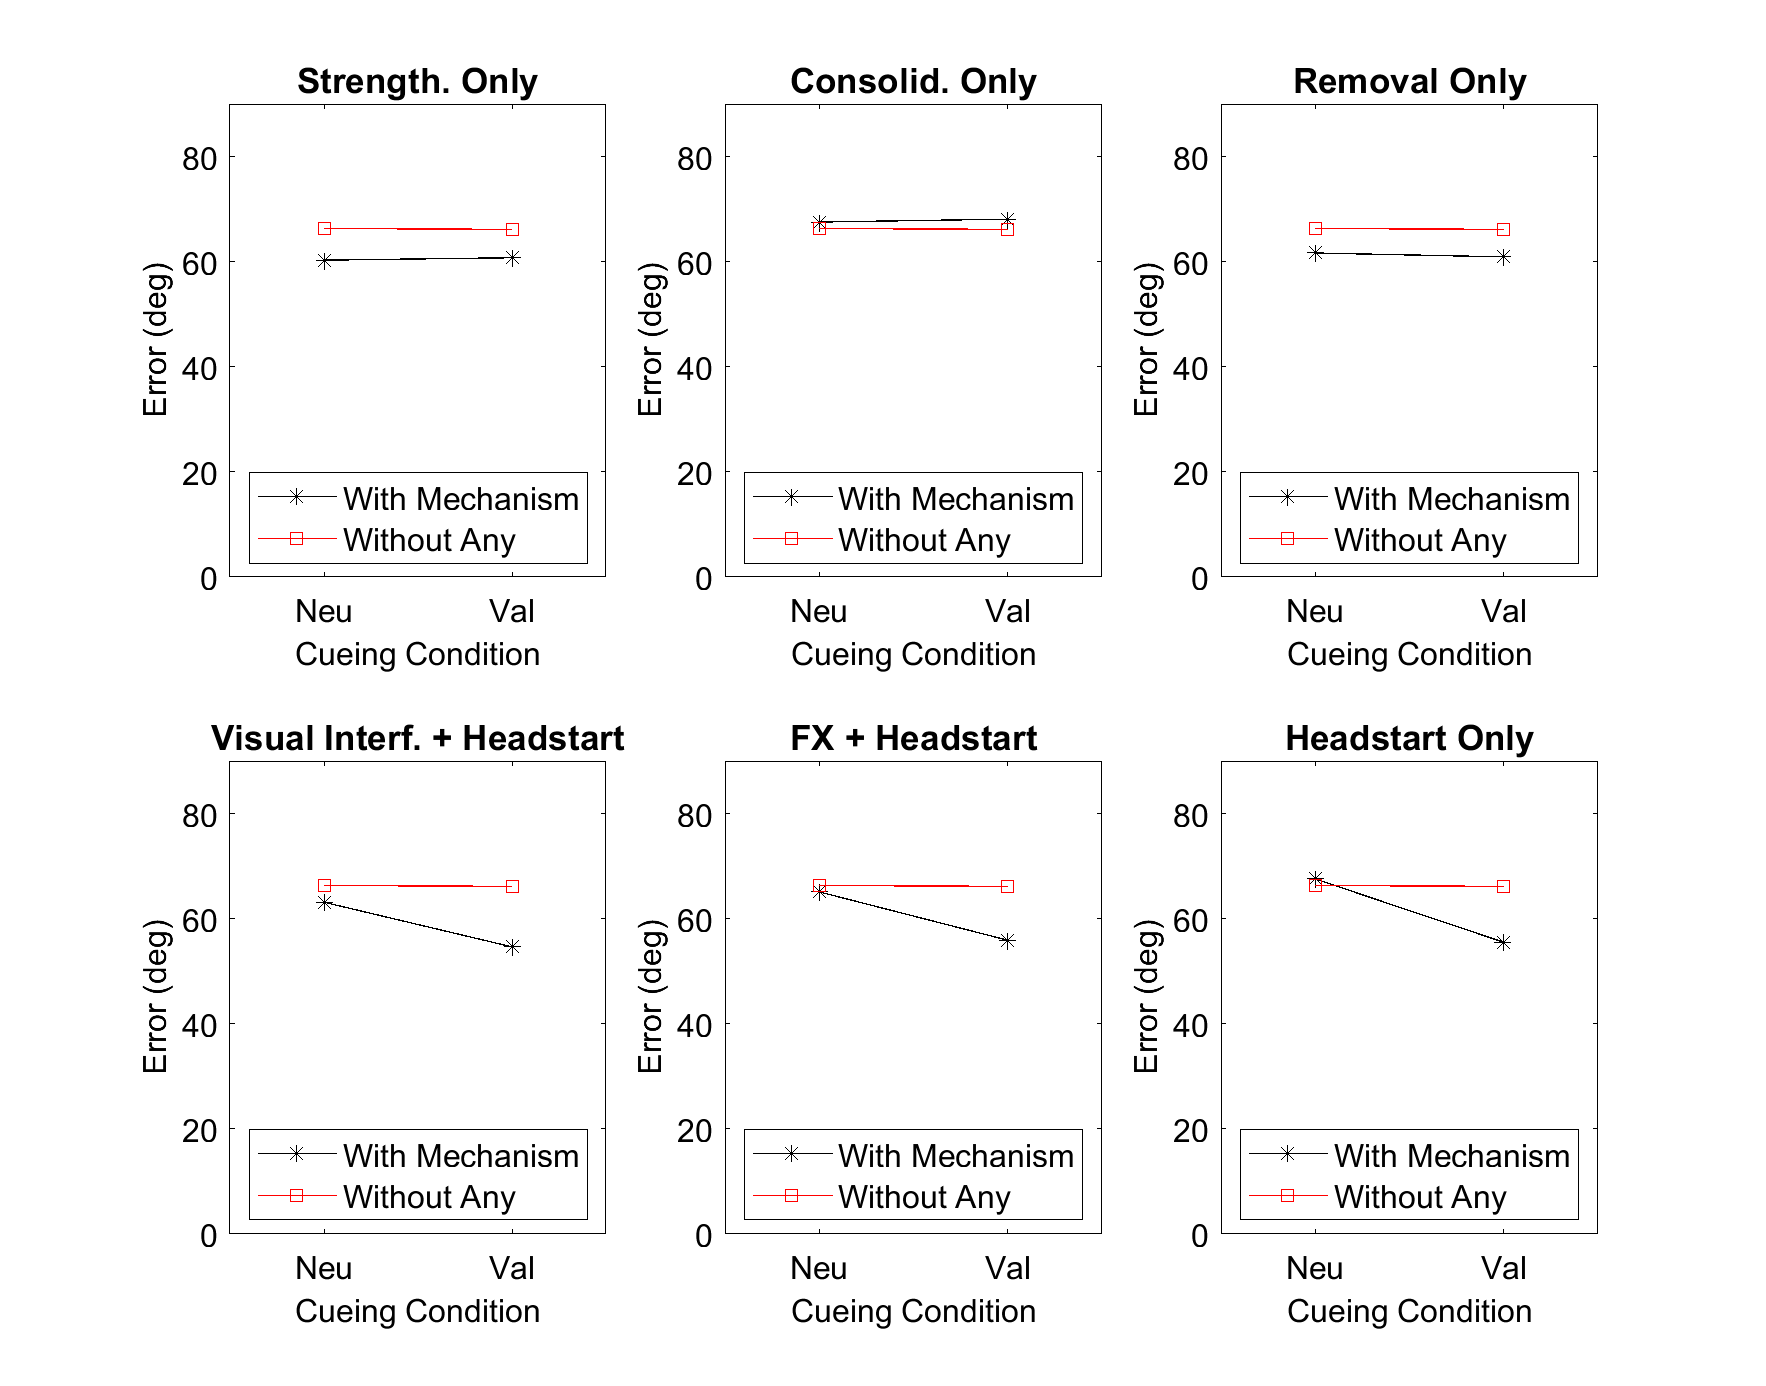 Strength. Only
80
60
40
20
0
Error (deg)
With Mechanism
Without Any
Neu Val
Cueing Condition
Consolid. Only
80
60
40
20
0
Error (deg)
With Mechanism
Without Any
Neu Val
Cueing Condition
Removal Only
80
60
40
20
0
Error (deg)
With Mechanism
Without Any
Neu Val
Cueing Condition
Visual Interf. + Headstart
80
60
40
20
0
Error (deg)
With Mechanism
Without Any
Neu Val
Cueing Condition
FX + Headstart
80
60
40
20
0
Error (deg)
With Mechanism
Without Any
Neu Val
Cueing Condition
Headstart Only
80
60
40
20
0
Error (deg)
With Mechanism
Without Any
Neu Val
Cueing Condition